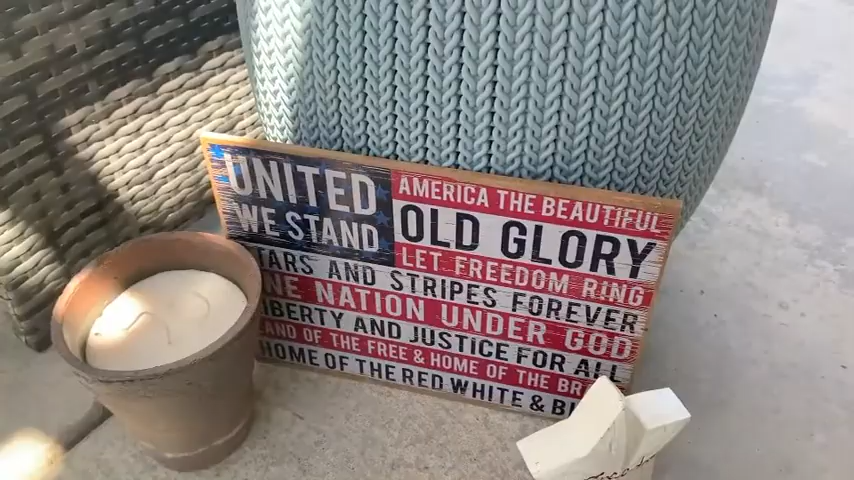 UNITED
WE STAND
AMERICA THE BEAUTIFUL
OLD GLORY
LET FREEDOM RING
TARS AND STRIPES FOREVER
NE NATION UNDER GOD
IBERTY AND JUSTICE FOR ALL
AND OF THE FREE & HOME OF THE BR
HOME OF THE RED WHITE & B